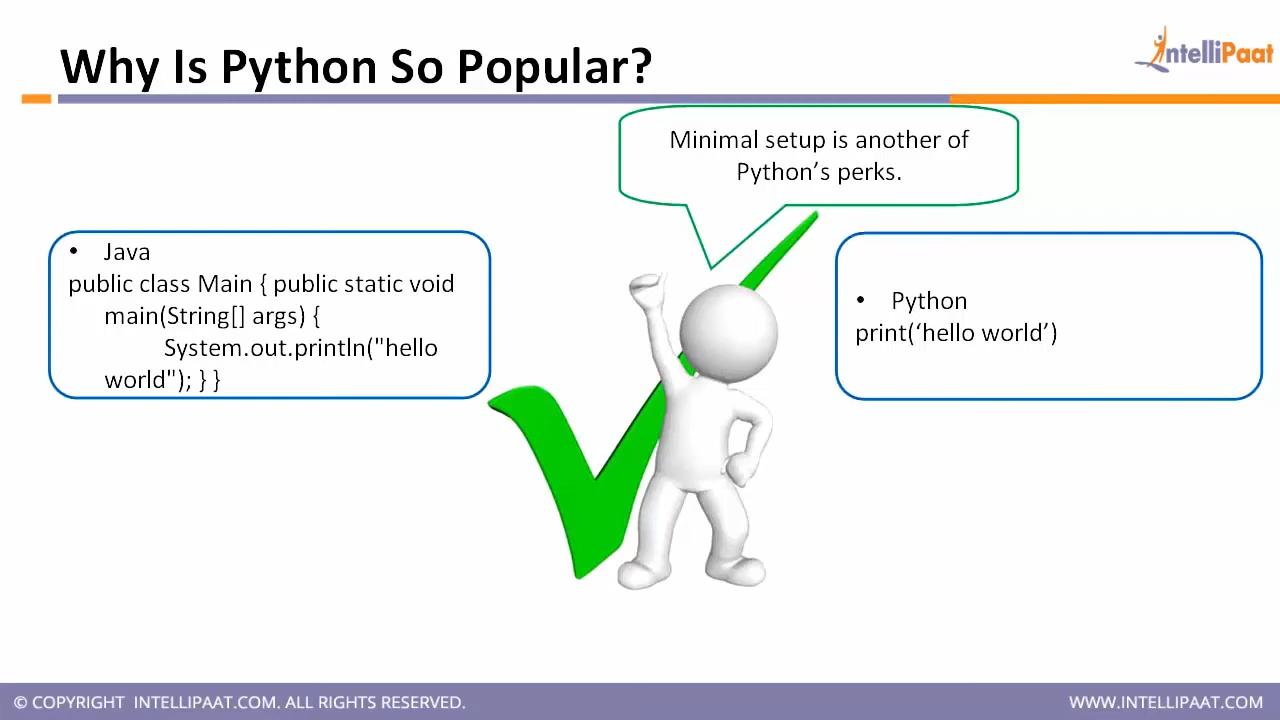 Why Is Python So Popular?
IntelliPaat
Minimal setup is another of
Python’s perks.
• Java
public class Main { public static void
main(String[] args) {
System.out.println("hello
world"); } }
• Python
print(‘hello world’)
© COPYRIGHT INTELLIPAAT.COM. ALL RIGHTS RESERVED.
WWW.INTELLIPAAT.COM